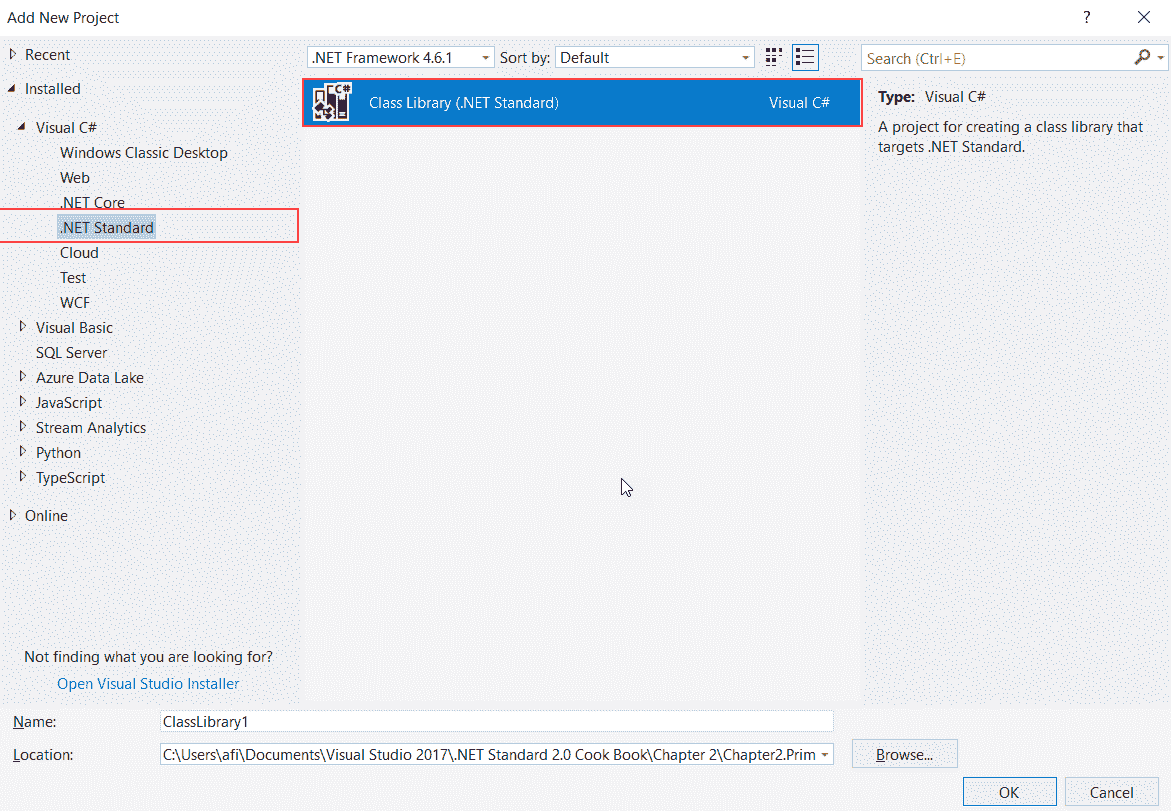 Add New Project
?
Recent
Installed
Visual C#
Windows Classic Desktop
Web
.NET Core
.NET Standard
Cloud
Test
WCF
Visual Basic
SQL Server
Azure Data Lake
JavaScript
Stream Analytics
Python
TypeScript
Online
Not finding what you are looking for?
Open Visual Studio Installer
.NET Framework 4.6.1
Sort by: Default
Search (Ctrl+E)
C#
Class Library (.NET Standard) Visual C#
Type: Visual C#
A project for creating a class library that
targets .NET Standard.
Name: ClassLibrary1
Location: C:\Users\afi\Documents\Visual Studio 2017\.NET Standard 2.0 Cook Book\Chapter 2\Chapter2.Prim
Browse...
OK Cancel